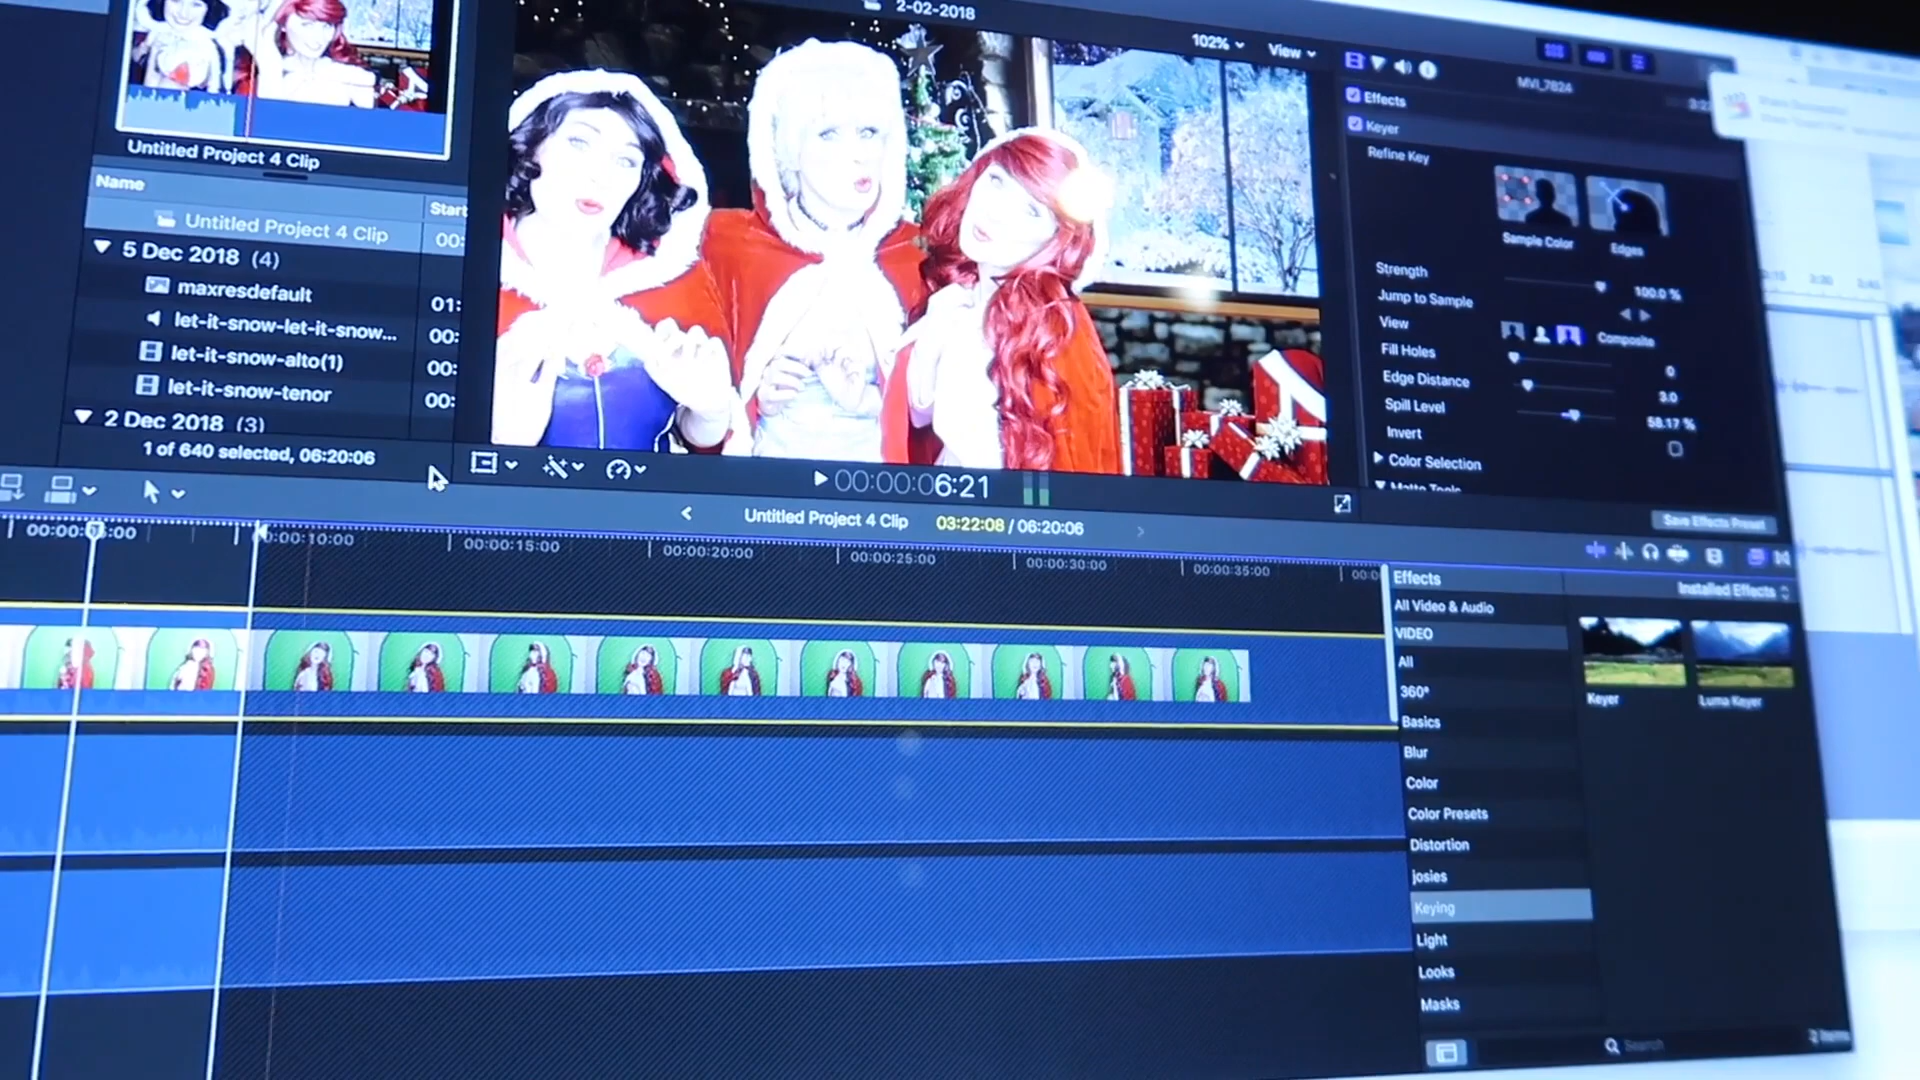 2-02-2018
102%
View
MVI_7824
Untitled Project 4 Clip
Name
Start
Untitled Project 4 Clip
00:
5 Dec 2018 (4)
maxresdefault
01:
let-it-snow-let-it-snow...
00:
let-it-snow-alto(1)
00:
let-it-snow-tenor
00:
2 Dec 2018 (3)
1 of 640 selected, 06:20:06
00:00:06:21
Effects
Keyer
Refine Key
Sample Color
Edges
Strength
100.0 %
Jump to Sample
View
Composite
Fill Holes
0
Edge Distance
3.0
Spill Level
58.17 %
Invert
Color Selection
Matte Tools
Save Effects Preset
Untitled Project 4 Clip
03:22:08 / 06:20:06
00:00:05:00
00:00:10:00
00:00:15:00
00:00:20:00
00:00:25:00
00:00:30:00
00:00:35:00
Effects
Installed Effects
All Video & Audio
VIDEO
All
360°
Basics
Blur
Color
Color Presets
Distortion
josies
Keying
Light
Looks
Masks
Keyer
Luma Keyer
Search
2 items